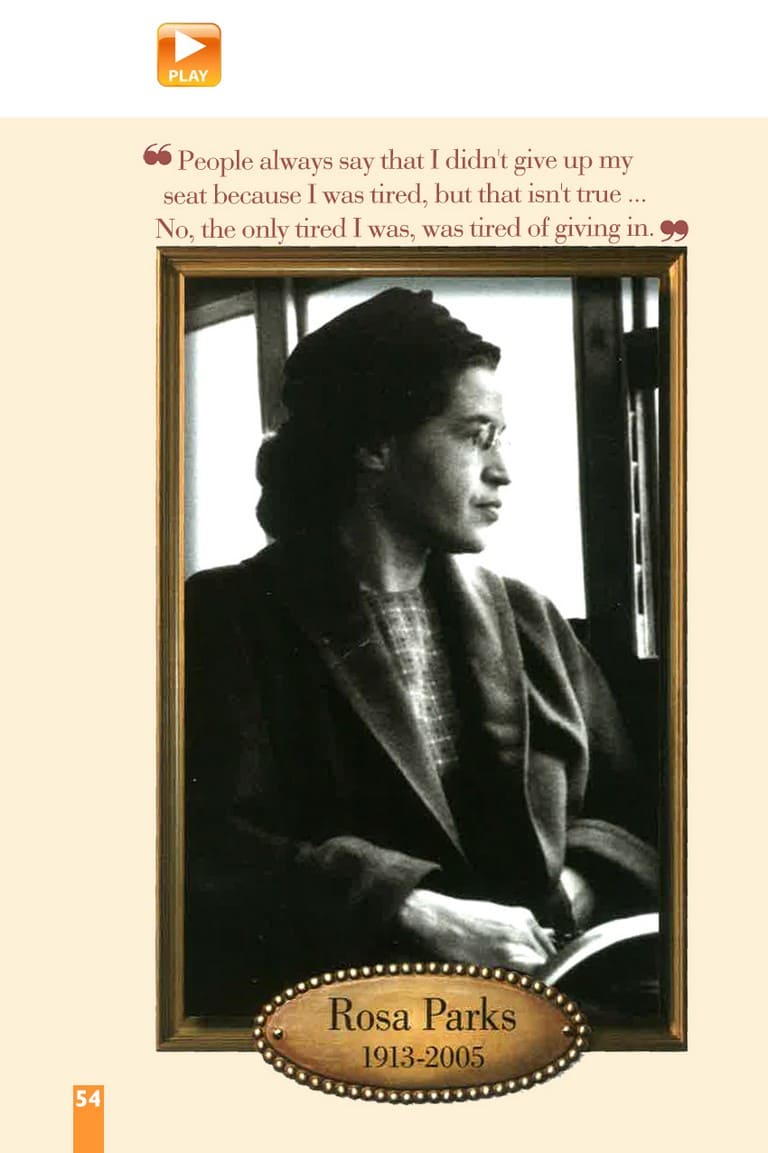 PLAY
❝ People always say that I didn't give up my
seat because I was tired, but that isn't true ...
No, the only tired I was, was tired of giving in. ❞
Rosa Parks
1913-2005
54